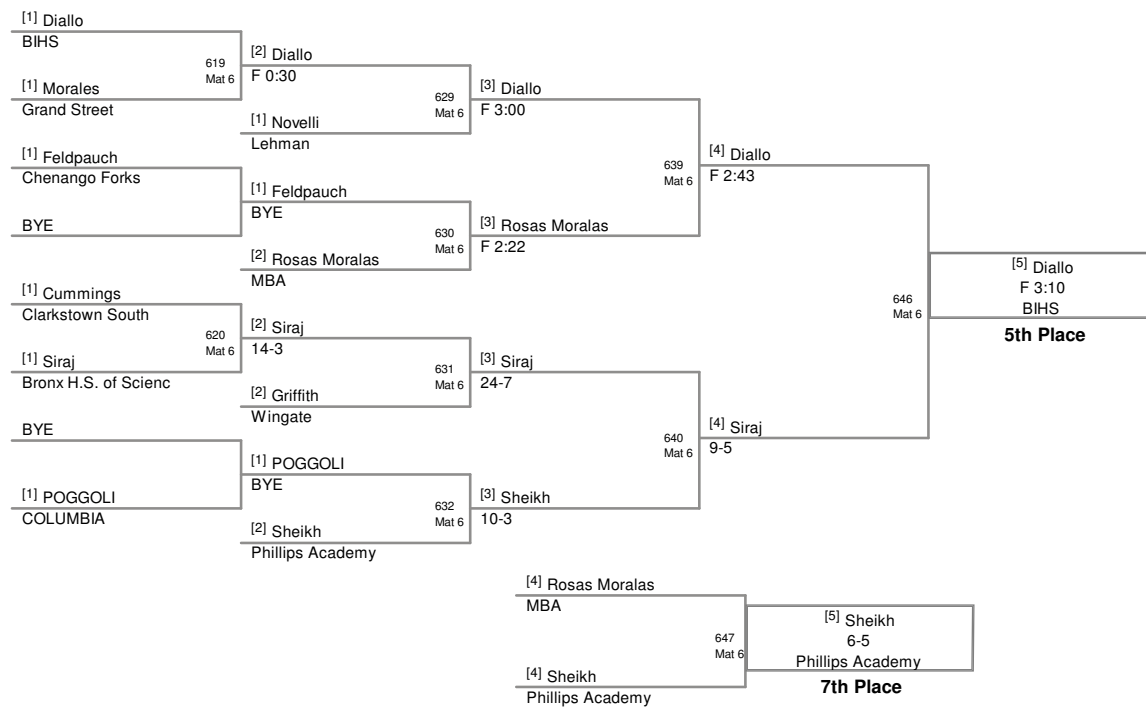 [1] Diallo
BIHS
619
Mat 6
[1] Morales
Grand Street
[1] Feldpauch
Chenango Forks
BYE
[1] Cummings
Clarkstown South
620
Mat 6
[1] Siraj
Bronx H.S. of Scienc
BYE
[1] POGGOLI
COLUMBIA
[2] Diallo
F 0:30
629
Mat 6
[1] Novelli
Lehman
[1] Feldpauch
BYE
630
Mat 6
[2] Rosas Moralas
MBA
[2] Siraj
14-3
631
Mat 6
[2] Griffith
Wingate
[1] POGGOLI
BYE
632
Mat 6
[2] Sheikh
Phillips Academy
[3] Diallo
F 3:00
639
Mat 6
[3] Rosas Moralas
F 2:22
[3] Siraj
24-7
640
Mat 6
[3] Sheikh
10-3
[4] Diallo
F 2:43
646
Mat 6
[4] Siraj
9-5
[5] Diallo
F 3:10
BIHS
5th Place
[4] Rosas Moralas
MBA
647
Mat 6
[4] Sheikh
Phillips Academy
[5] Sheikh
6-5
Phillips Academy
7th Place